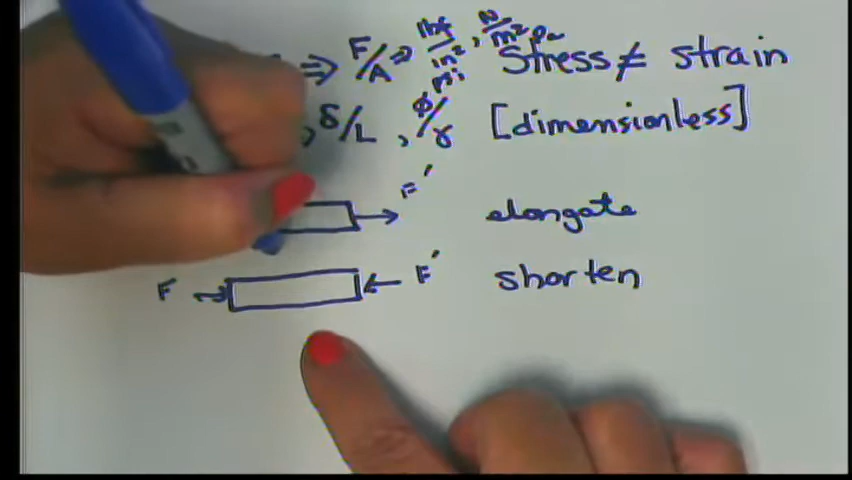 ⇒ F/A ⇒ lbf/in², N/m² Pa Stress ≠ strain
psi
, δ/L, φ/γ [dimensionless]
F' elongate
F F' shorten